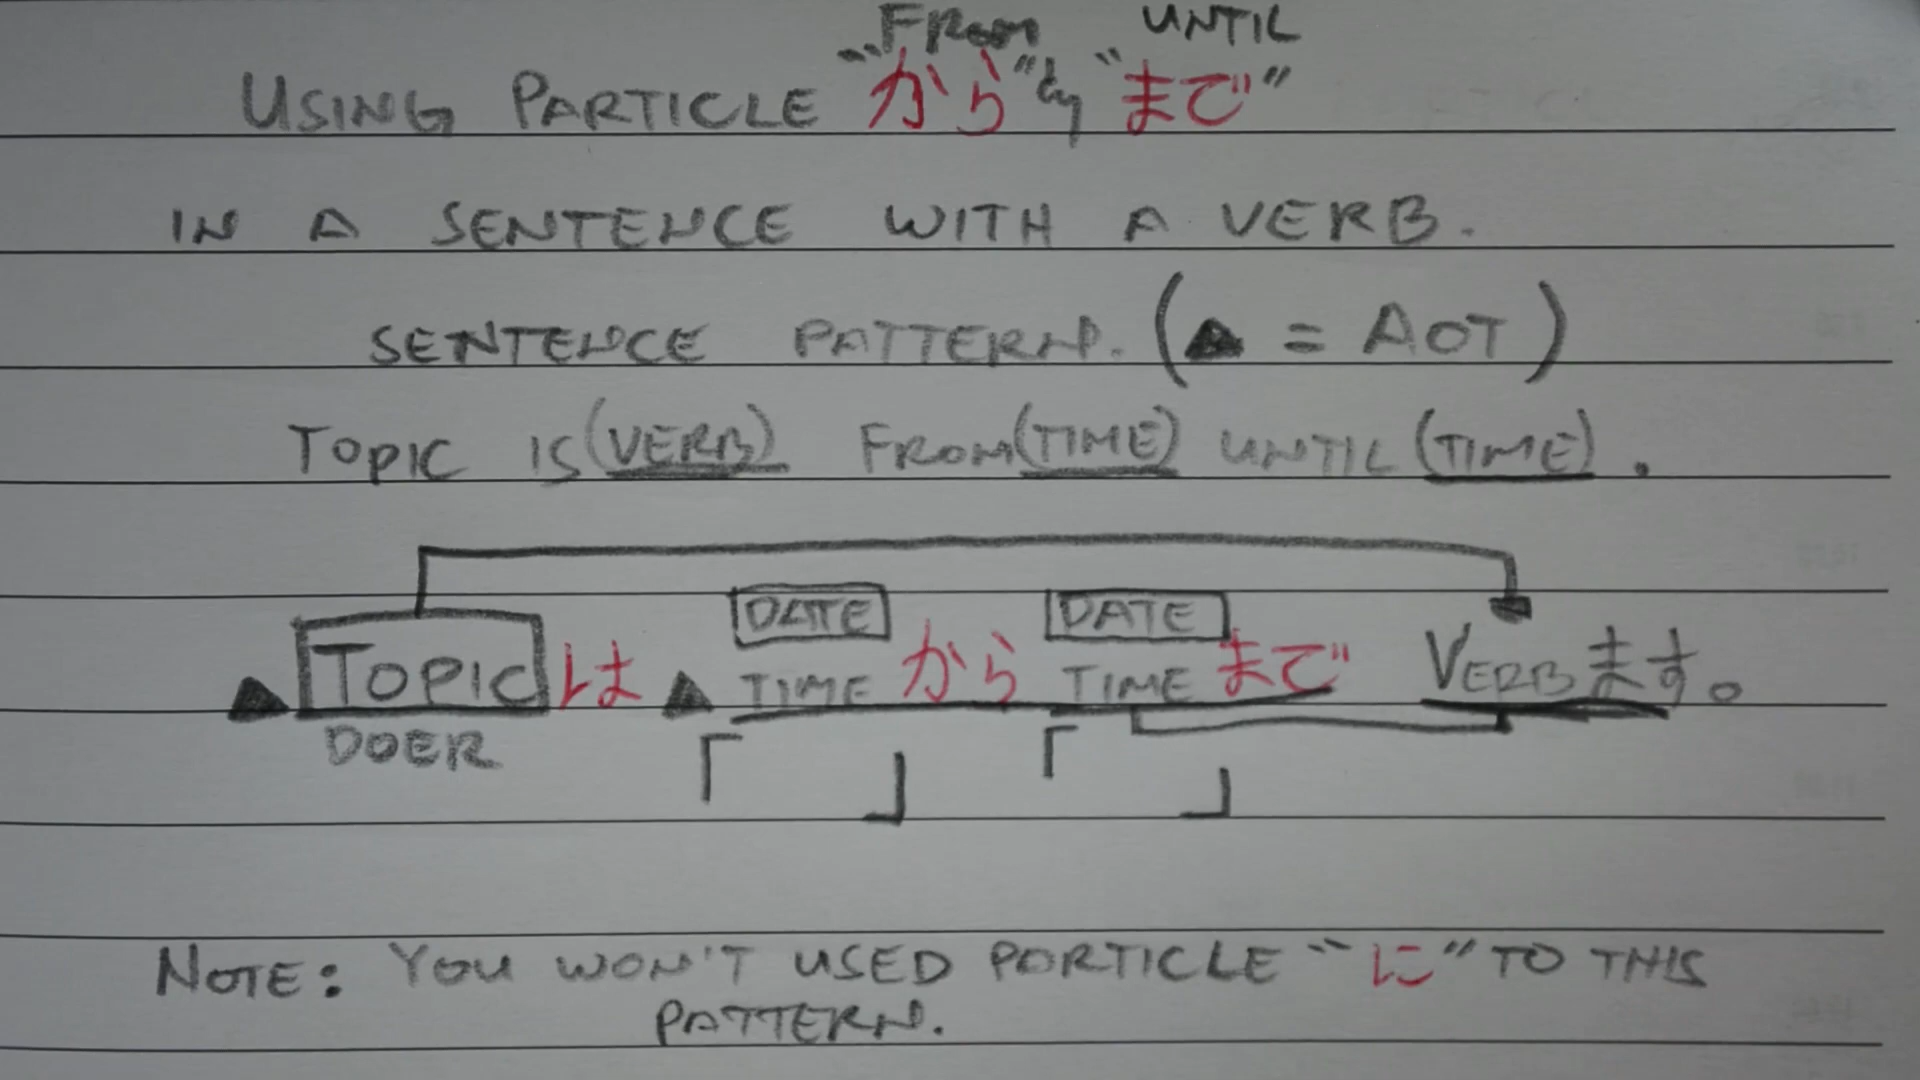 FROM UNTIL
USING PARTICLE "から" & "まで"
IN A SENTENCE WITH A VERB.
SENTENCE PATTERN. (▲ = AOT)
TOPIC IS (VERB) FROM (TIME) UNTIL (TIME).
DATE DATE
▲ TOPIC は ▲ TIME から TIME まで VERBます。
DOER 「 」 「 」
NOTE: YOU WON'T USED PARTICLE "に" TO THIS
PATTERN.